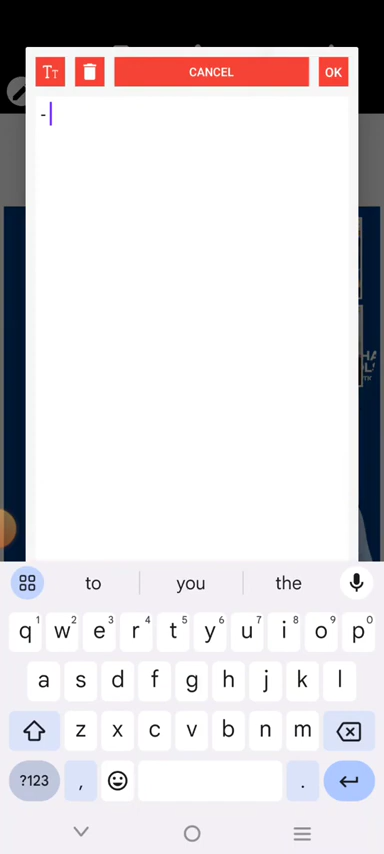 TT CANCEL OK
-
to you the
q1 w2 e3 r4 t5 y6 u7 i8 o9 p0
a s d f g h j k l
z x c v b n m
?123 , .